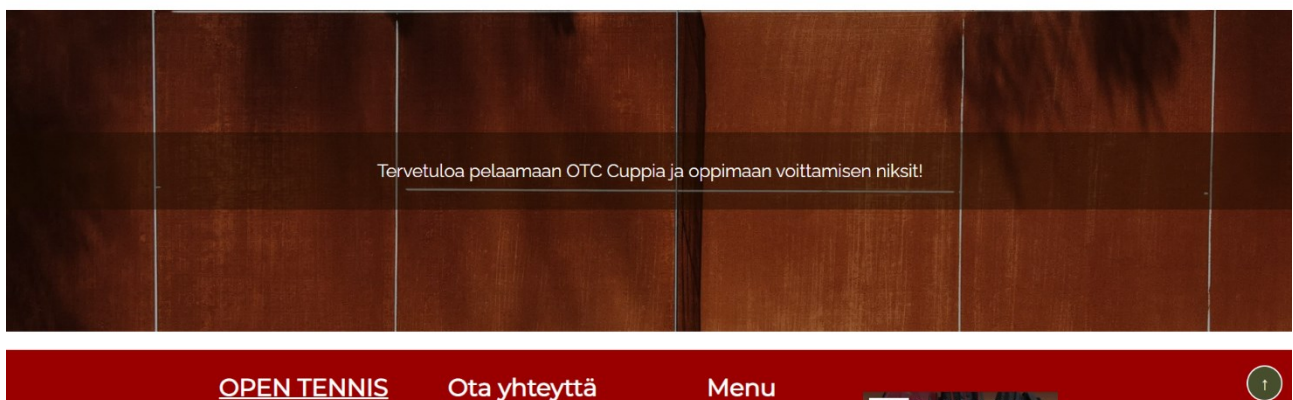 Tervetuloa pelaamaan OTC Cuppia ja oppimaan voittamisen niksit!
OPEN TENNIS Ota yhteyttä Menu
↑